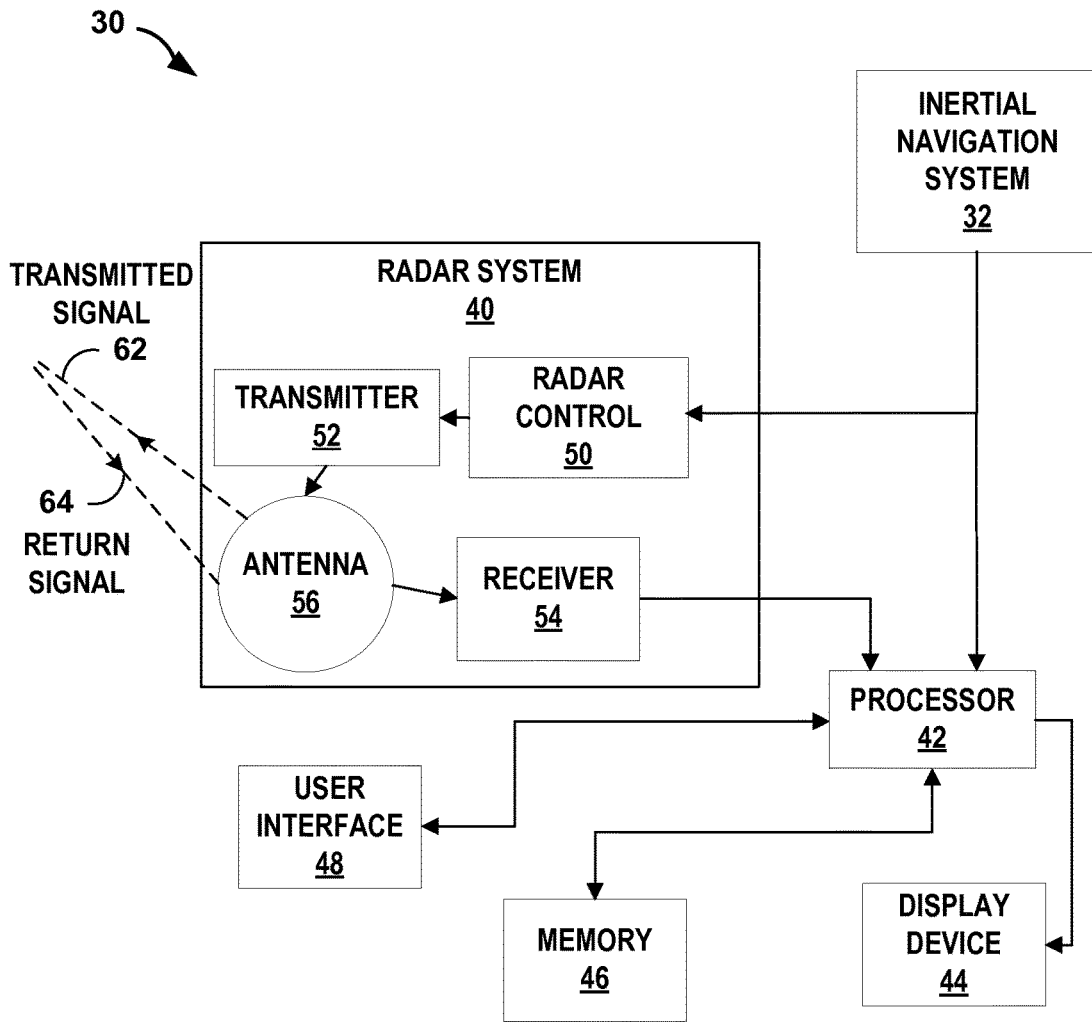 30
INERTIAL
NAVIGATION
SYSTEM
32
RADAR SYSTEM
40
TRANSMITTED
SIGNAL
62
TRANSMITTER
52
RADAR
CONTROL
50
64
RETURN
SIGNAL
ANTENNA
56
RECEIVER
54
PROCESSOR
42
USER
INTERFACE
48
MEMORY
46
DISPLAY
DEVICE
44